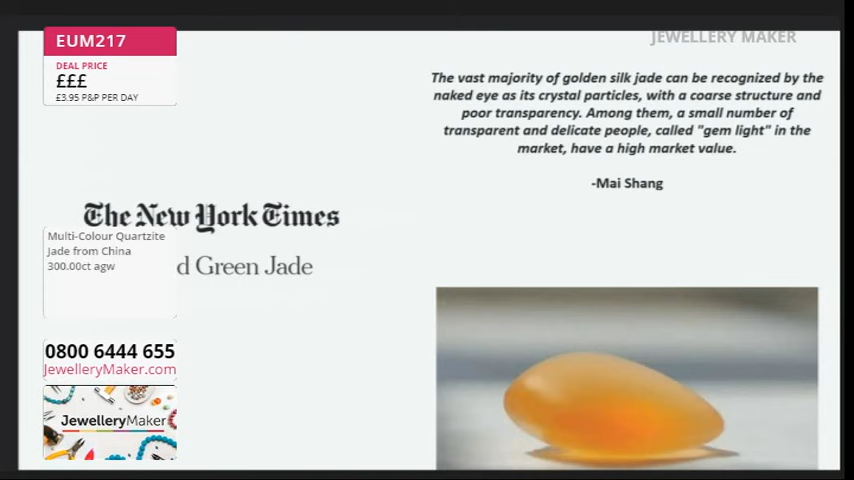 EUM217
DEAL PRICE
£££
£3.95 P&P PER DAY
JEWELLERY MAKER
The vast majority of golden silk jade can be recognized by the
naked eye as its crystal particles, with a coarse structure and
poor transparency. Among them, a small number of
transparent and delicate people, called "gem light" in the
market, have a high market value.
-Mai Shang
The New York Times
Multi-Colour Quartzite
Jade from China
300.00ct agw
d Green Jade
0800 6444 655
JewelleryMaker.com
JewelleryMaker